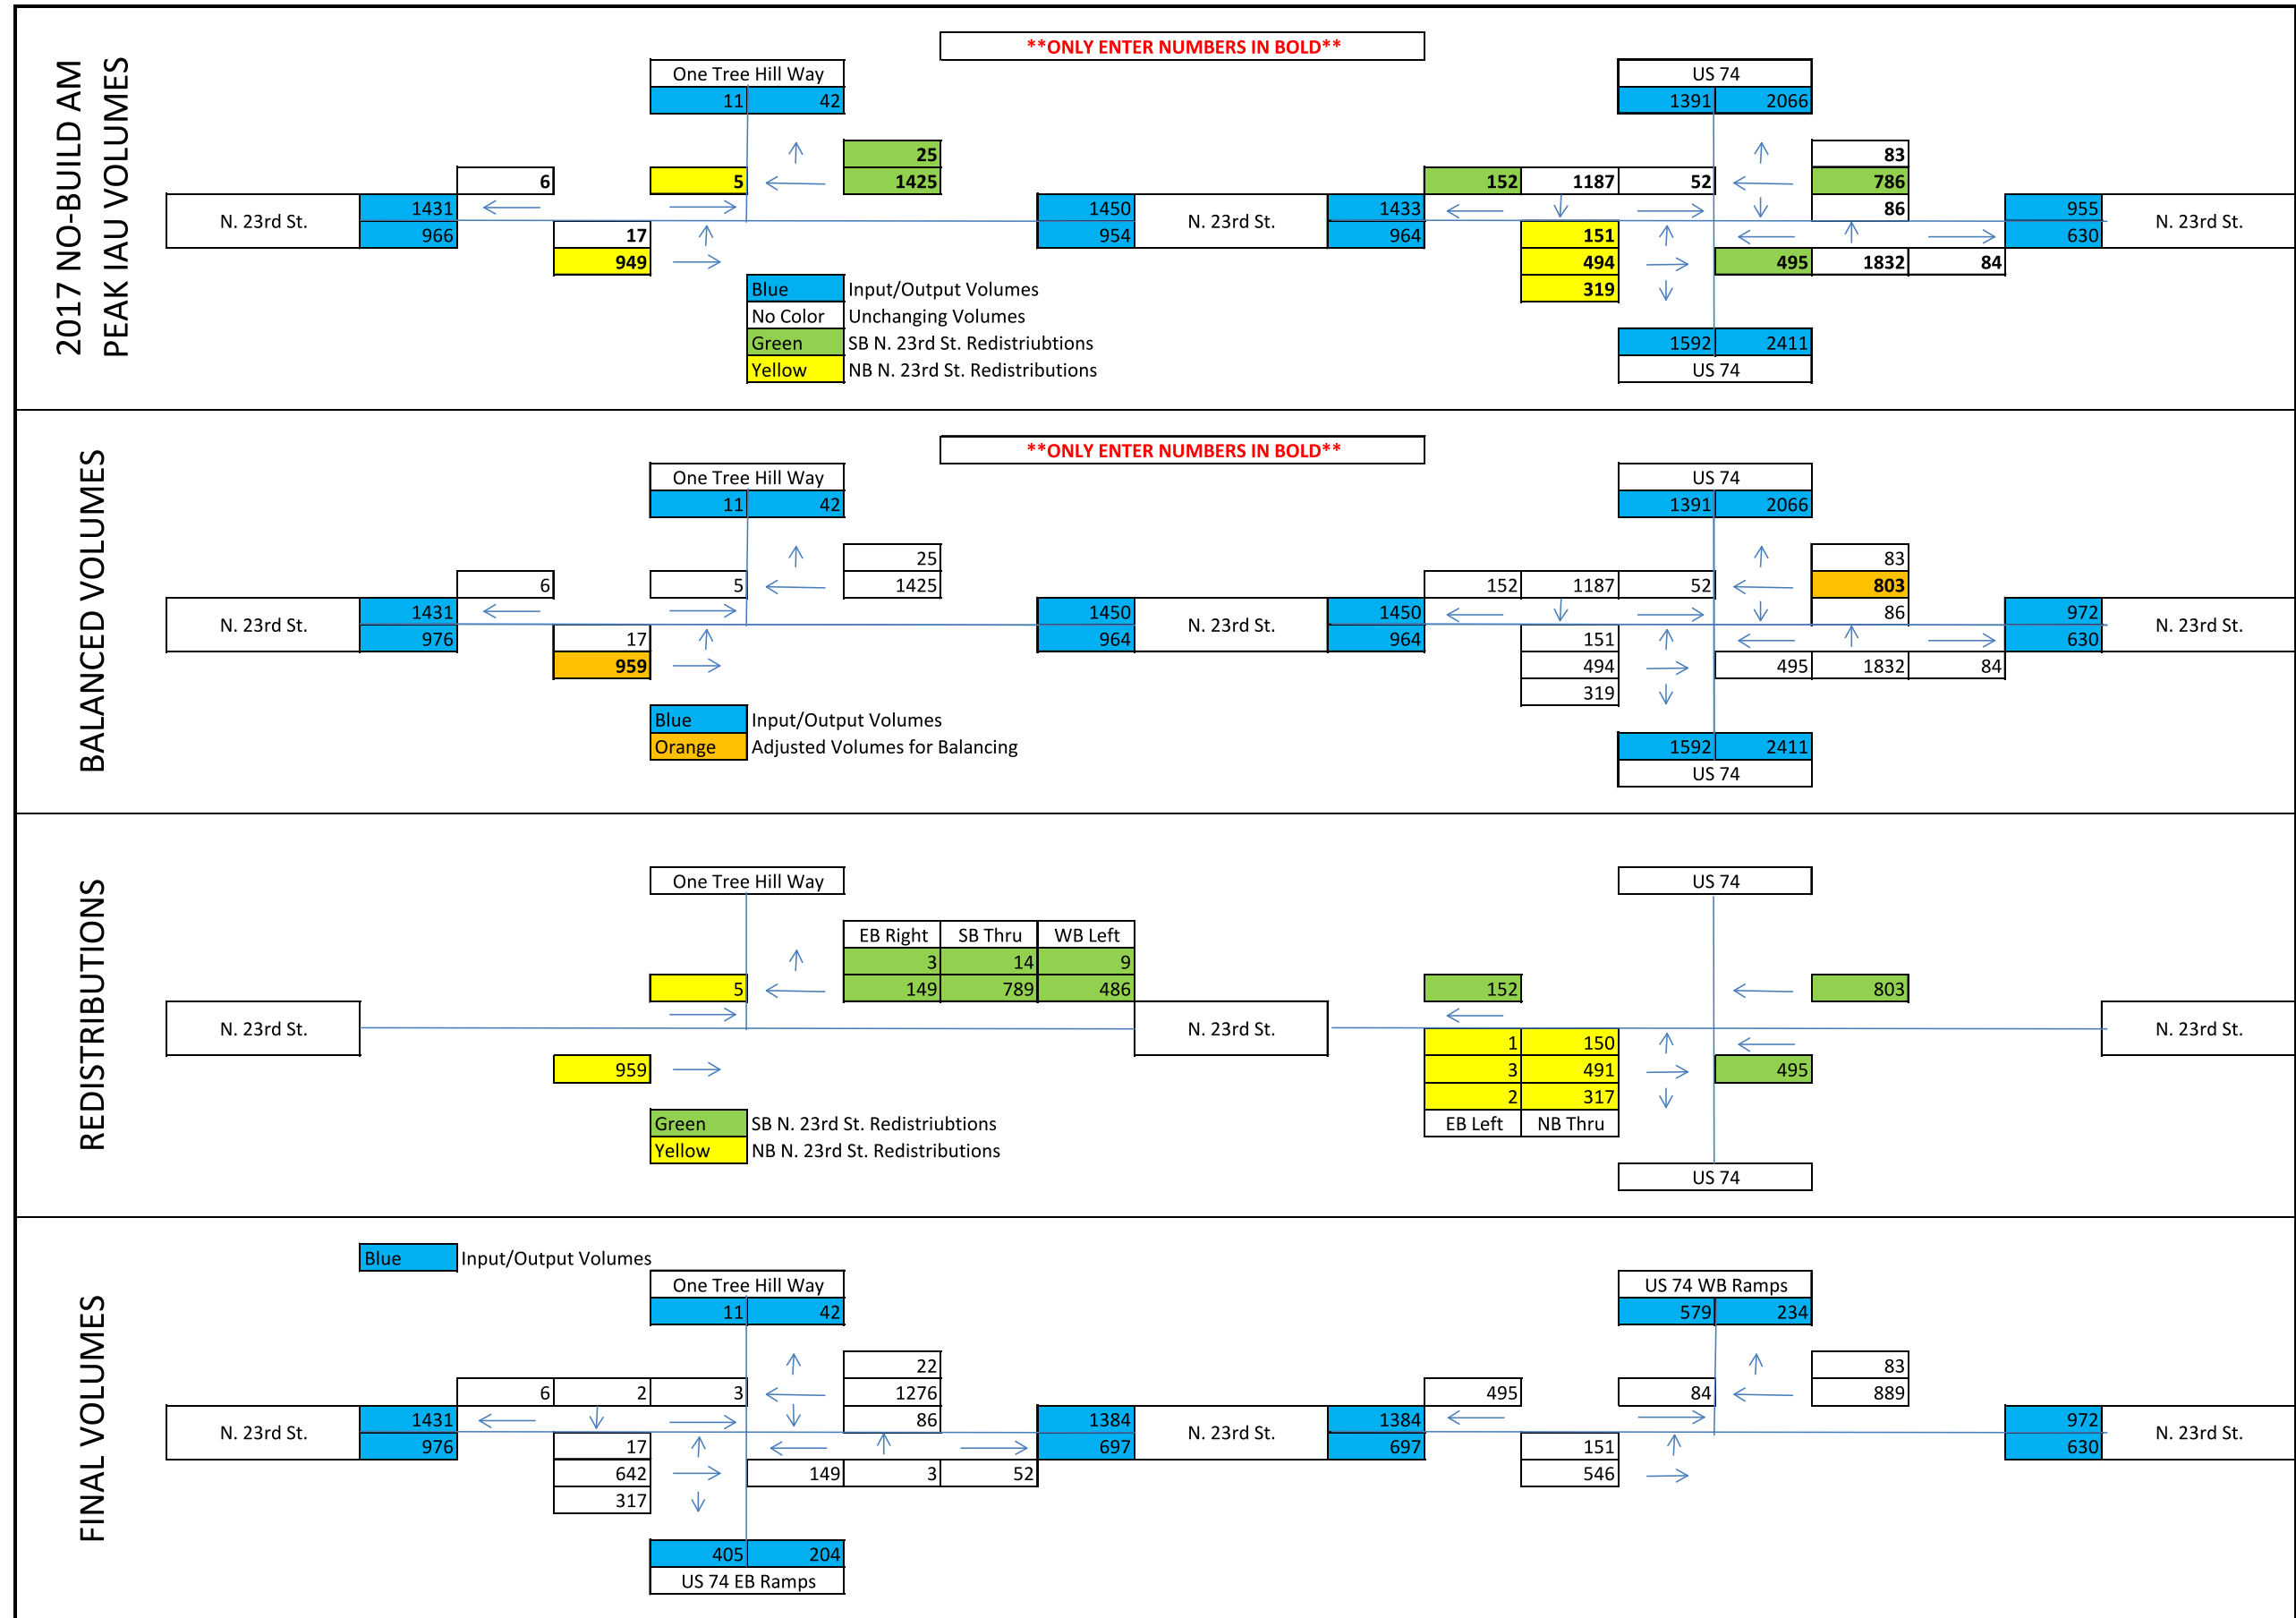 2017 NO-BUILD AM
PEAK IAU VOLUMES
**ONLY ENTER NUMBERS IN BOLD**
One Tree Hill Way US 74
11 42 1391 2066
25 83
6 5 1425 152 1187 52 786
N. 23rd St. 1431 1450 N. 23rd St. 1433 86 955 N. 23rd St.
966 17 954 964 151 630
949 494 495 1832 84
Blue Input/Output Volumes 319
No Color Unchanging Volumes
Green SB N. 23rd St. Redistriubtions 1592 2411
Yellow NB N. 23rd St. Redistributions US 74
BALANCED VOLUMES
**ONLY ENTER NUMBERS IN BOLD**
One Tree Hill Way US 74
11 42 1391 2066
25 83
6 5 1425 152 1187 52 803
N. 23rd St. 1431 1450 N. 23rd St. 1450 86 972 N. 23rd St.
976 17 964 964 151 630
959 494 495 1832 84
319
Blue Input/Output Volumes
Orange Adjusted Volumes for Balancing 1592 2411
US 74
REDISTRIBUTIONS
One Tree Hill Way US 74
EB Right SB Thru WB Left
3 14 9
5 149 789 486 152 803
N. 23rd St. N. 23rd St. N. 23rd St.
1 150
959 3 491 495
2 317
Green SB N. 23rd St. Redistriubtions EB Left NB Thru
Yellow NB N. 23rd St. Redistributions
US 74
FINAL VOLUMES
Blue Input/Output Volumes
One Tree Hill Way US 74 WB Ramps
11 42 579 234
22 83
6 2 3 1276 495 84 889
N. 23rd St. 1431 86 1384 N. 23rd St. 1384 972 N. 23rd St.
976 17 697 697 151 630
642 149 3 52 546
317
405 204
US 74 EB Ramps